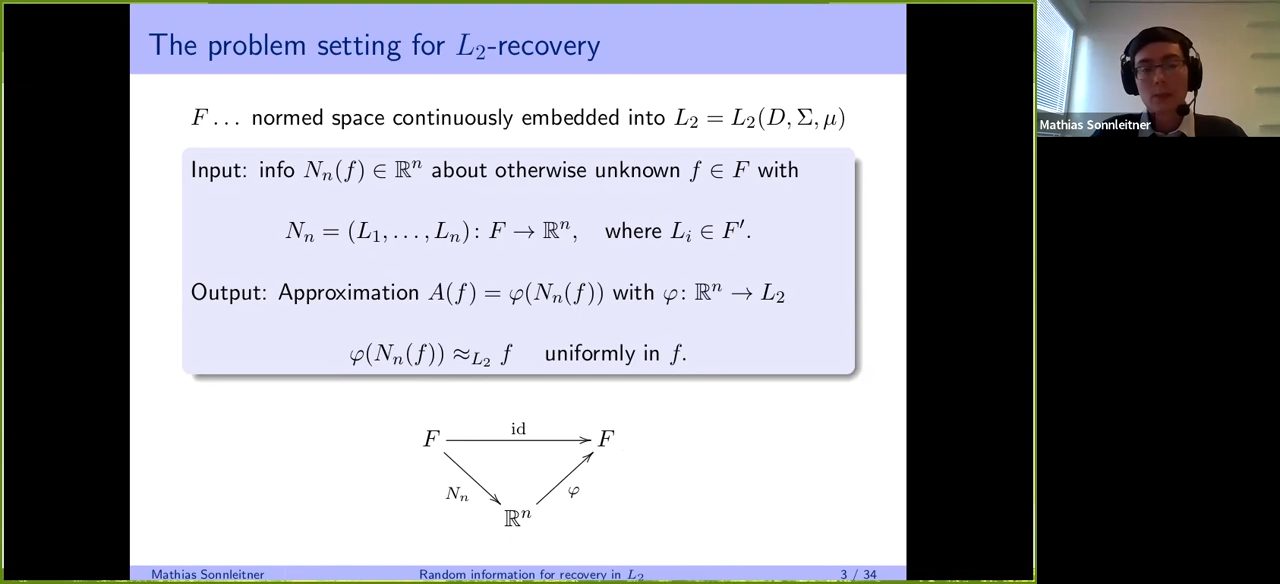 The problem setting for L₂-recovery
F . . . normed space continuously embedded into L₂ = L₂(D, Σ, μ)
Input: info Nₙ(f) ∈ ℝⁿ about otherwise unknown f ∈ F with
Nₙ = (L₁, . . . , Lₙ): F → ℝⁿ, where Lᵢ ∈ F′.
Output: Approximation A(f) = φ(Nₙ(f)) with φ: ℝⁿ → L₂
φ(Nₙ(f)) ≈_{L₂} f uniformly in f.
F id F
Nₙ φ
ℝⁿ
Mathias Sonnleitner Random information for recovery in L₂ 3 / 34
Mathias Sonnleitner